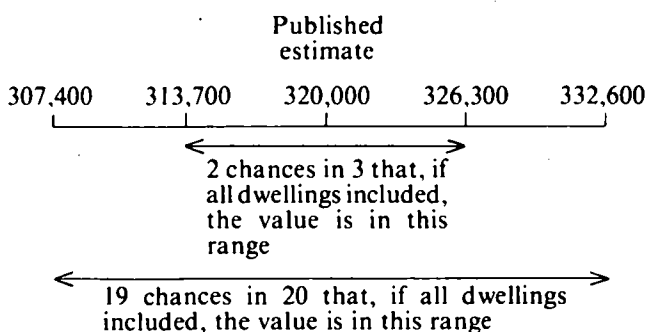 Published
estimate
307,400 313,700 320,000 326,300 332,600
2 chances in 3 that, if
all dwellings included,
the value is in this
range
19 chances in 20 that, if all dwellings
included, the value is in this range